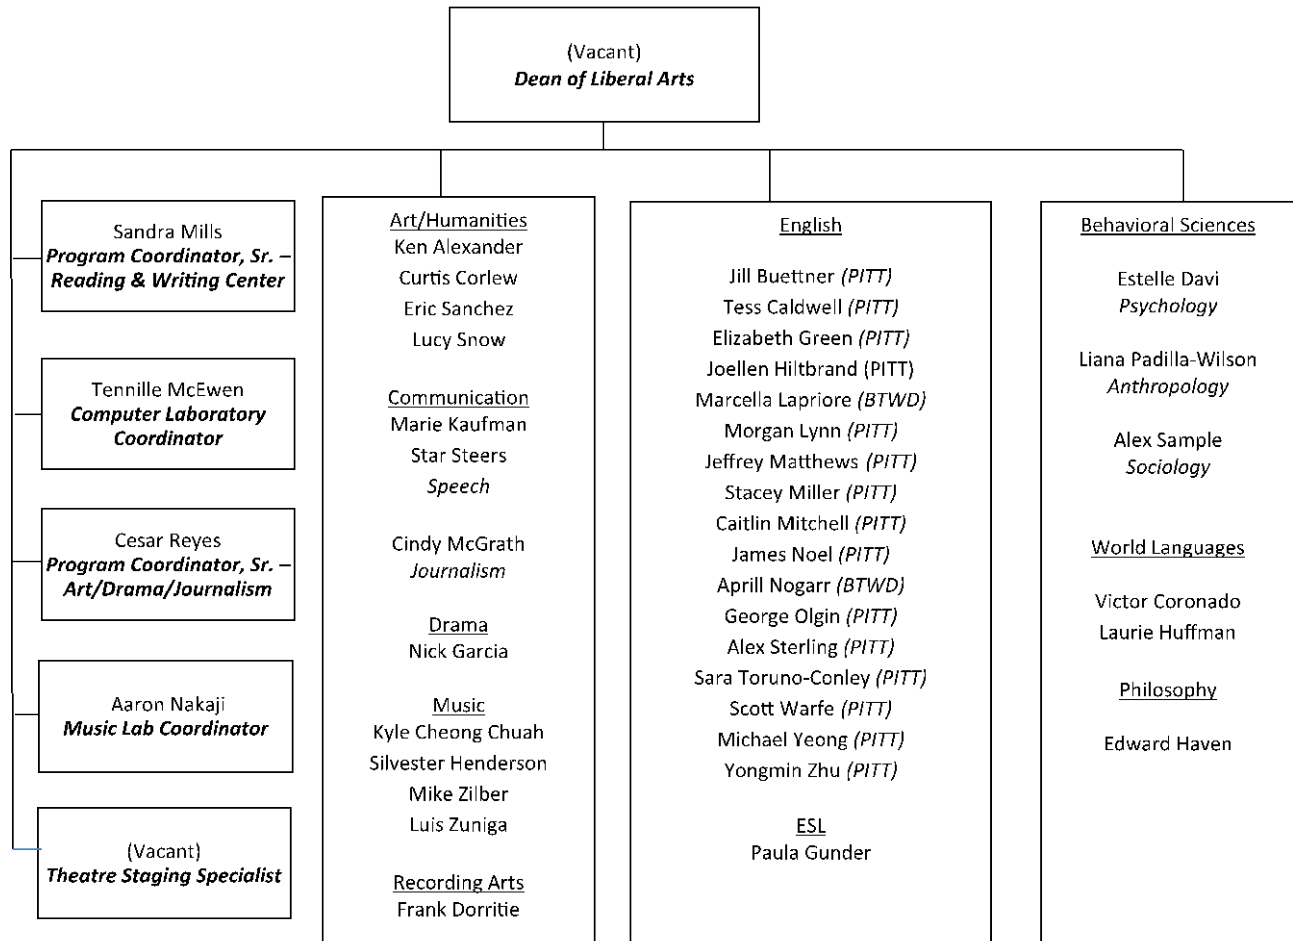 (Vacant)
Dean of Liberal Arts
Sandra Mills
Program Coordinator, Sr. –
Reading & Writing Center
Tennille McEwen
Computer Laboratory
Coordinator
Cesar Reyes
Program Coordinator, Sr. –
Art/Drama/Journalism
Aaron Nakaji
Music Lab Coordinator
(Vacant)
Theatre Staging Specialist
Art/Humanities
Ken Alexander
Curtis Corlew
Eric Sanchez
Lucy Snow
Communication
Marie Kaufman
Star Steers
Speech
Cindy McGrath
Journalism
Drama
Nick Garcia
Music
Kyle Cheong Chuah
Silvester Henderson
Mike Zilber
Luis Zuniga
Recording Arts
Frank Dorritie
English
Jill Buettner (PITT)
Tess Caldwell (PITT)
Elizabeth Green (PITT)
Joellen Hiltbrand (PITT)
Marcella Lapriore (BTWD)
Morgan Lynn (PITT)
Jeffrey Matthews (PITT)
Stacey Miller (PITT)
Caitlin Mitchell (PITT)
James Noel (PITT)
Aprill Nogarr (BTWD)
George Olgin (PITT)
Alex Sterling (PITT)
Sara Toruno-Conley (PITT)
Scott Warfe (PITT)
Michael Yeong (PITT)
Yongmin Zhu (PITT)
ESL
Paula Gunder
Behavioral Sciences
Estelle Davi
Psychology
Liana Padilla-Wilson
Anthropology
Alex Sample
Sociology
World Languages
Victor Coronado
Laurie Huffman
Philosophy
Edward Haven